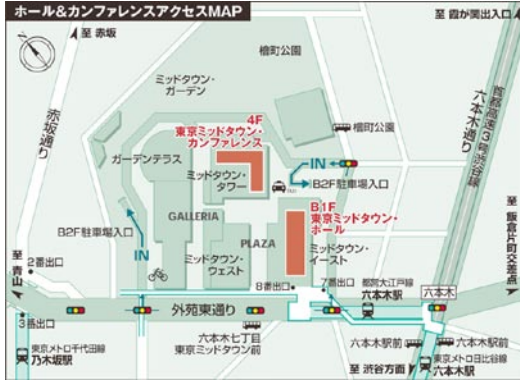 ホール&カンファレンスアクセスMAP
至 赤坂
至 霞が関出入口
檜町公園
ミッドタウン・
ガーデン
赤坂通り
4F
東京ミッドタウン・
カンファレンス
檜町公園
首都高速3号渋谷線
六本木通り
ガーデンテラス
ミッドタウン・
タワー
IN
B2F駐車場入口
GALLERIA
B1F
東京ミッドタウン・
ホール
B2F駐車場入口
IN
PLAZA
ミッドタウン・
イースト
ミッドタウン・
ウェスト
至 飯倉片町交差点
至 青山
2番出口
8番出口
7番出口
都営大江戸線
六本木駅
六本木
外苑東通り
3番出口
六本木七丁目
東京ミッドタウン前
六本木駅前
六本木駅前
東京メトロ千代田線
乃木坂駅
至 渋谷方面
東京メトロ日比谷線
六本木駅